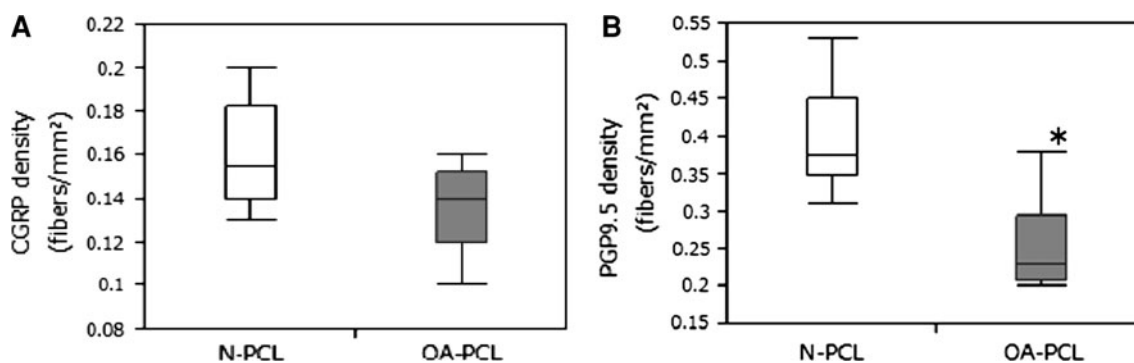 A
CGRP density
(fibers/mm²)
0.22
0.2
0.18
0.16
0.14
0.12
0.1
0.08
N-PCL
OA-PCL
B
PGP9.5 density
(fibers/mm²)
0.55
0.5
0.45
0.4
0.35
0.3
0.25
0.2
0.15
*
N-PCL
OA-PCL